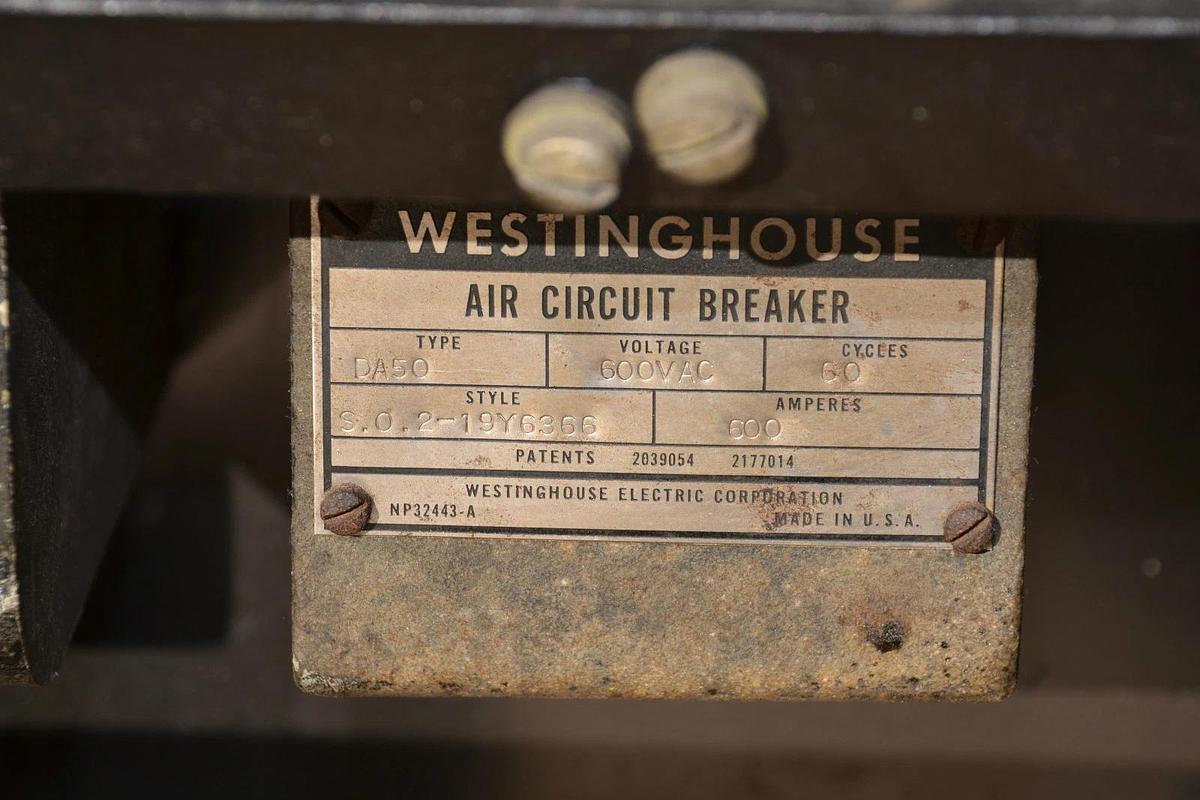 WESTINGHOUSE
AIR CIRCUIT BREAKER
TYPE VOLTAGE CYCLES
DA50 600VAC 60
STYLE AMPERES
S.O.2-19Y6366 600
PATENTS 2039054 2177014
WESTINGHOUSE ELECTRIC CORPORATION
NP32443-A MADE IN U.S.A.